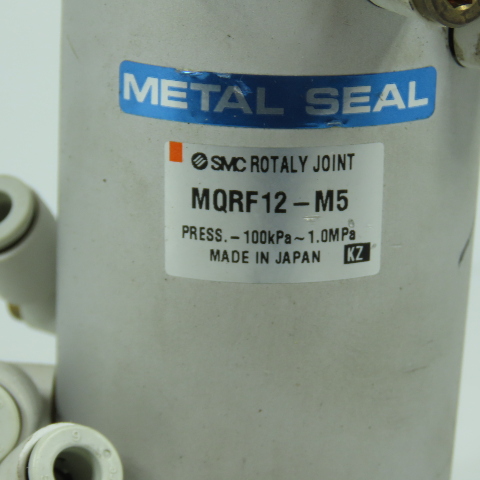 METAL SEAL
SMC ROTALY JOINT
MQRF12-M5
PRESS. -100kPa~1.0MPa
MADE IN JAPAN KZ